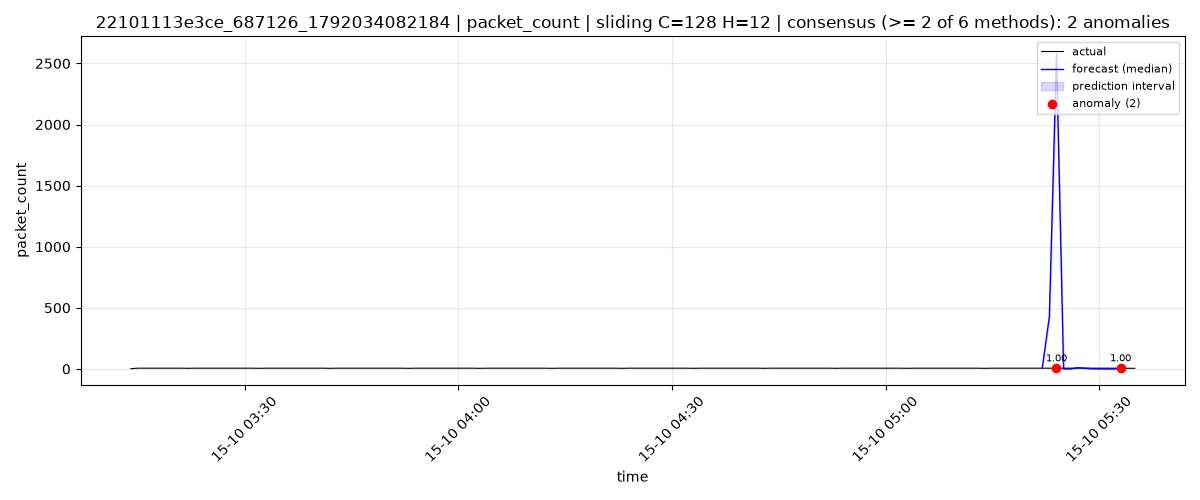 22101113e3ce_687126_1792034082184 | packet_count | sliding C=128 H=12 | consensus (>= 2 of 6 methods): 2 anomalies
actual
forecast (median)
prediction interval
anomaly (2)
2500
2000
1500
1000
500
0
packet_count
1.00
1.00
15-10 03:30
15-10 04:00
15-10 04:30
15-10 05:00
15-10 05:30
time